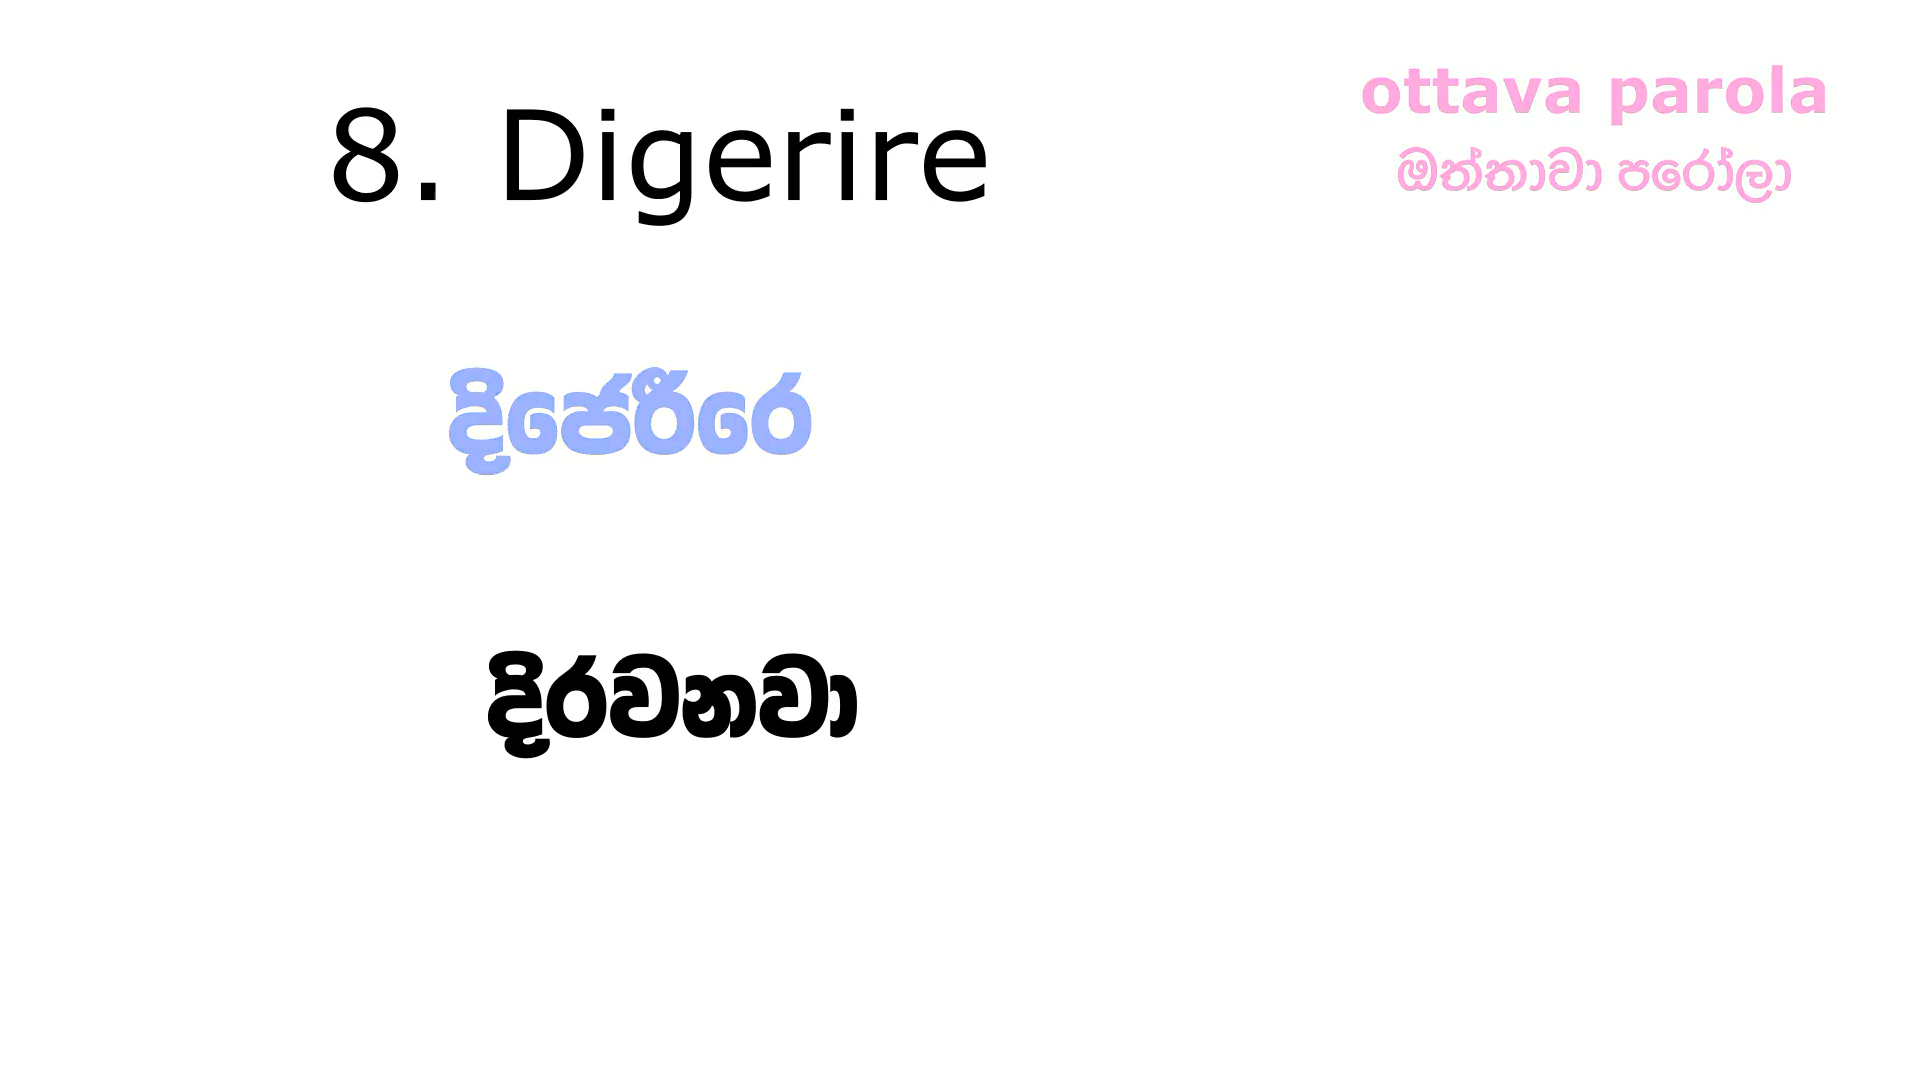 8. Digerire
ottava parola
ඔත්තාවා පරෝලා
දිජෙරීරෙ
දිරවනවා